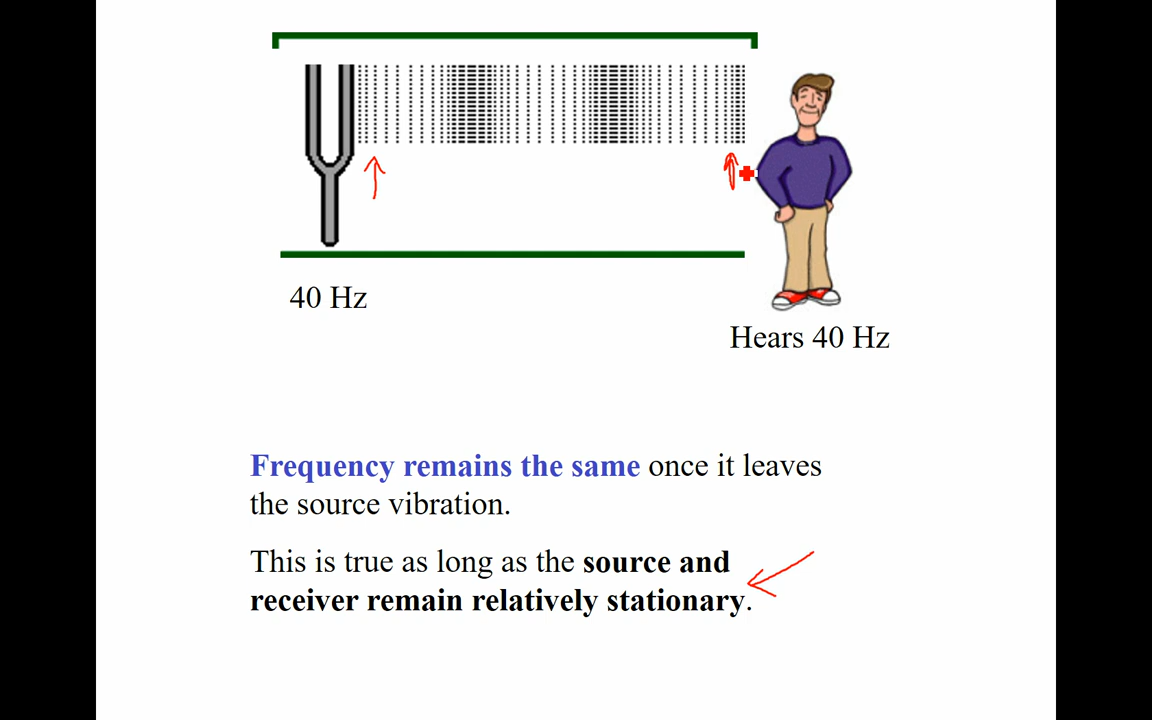 40 Hz
Hears 40 Hz
Frequency remains the same once it leaves
the source vibration.
This is true as long as the source and
receiver remain relatively stationary.